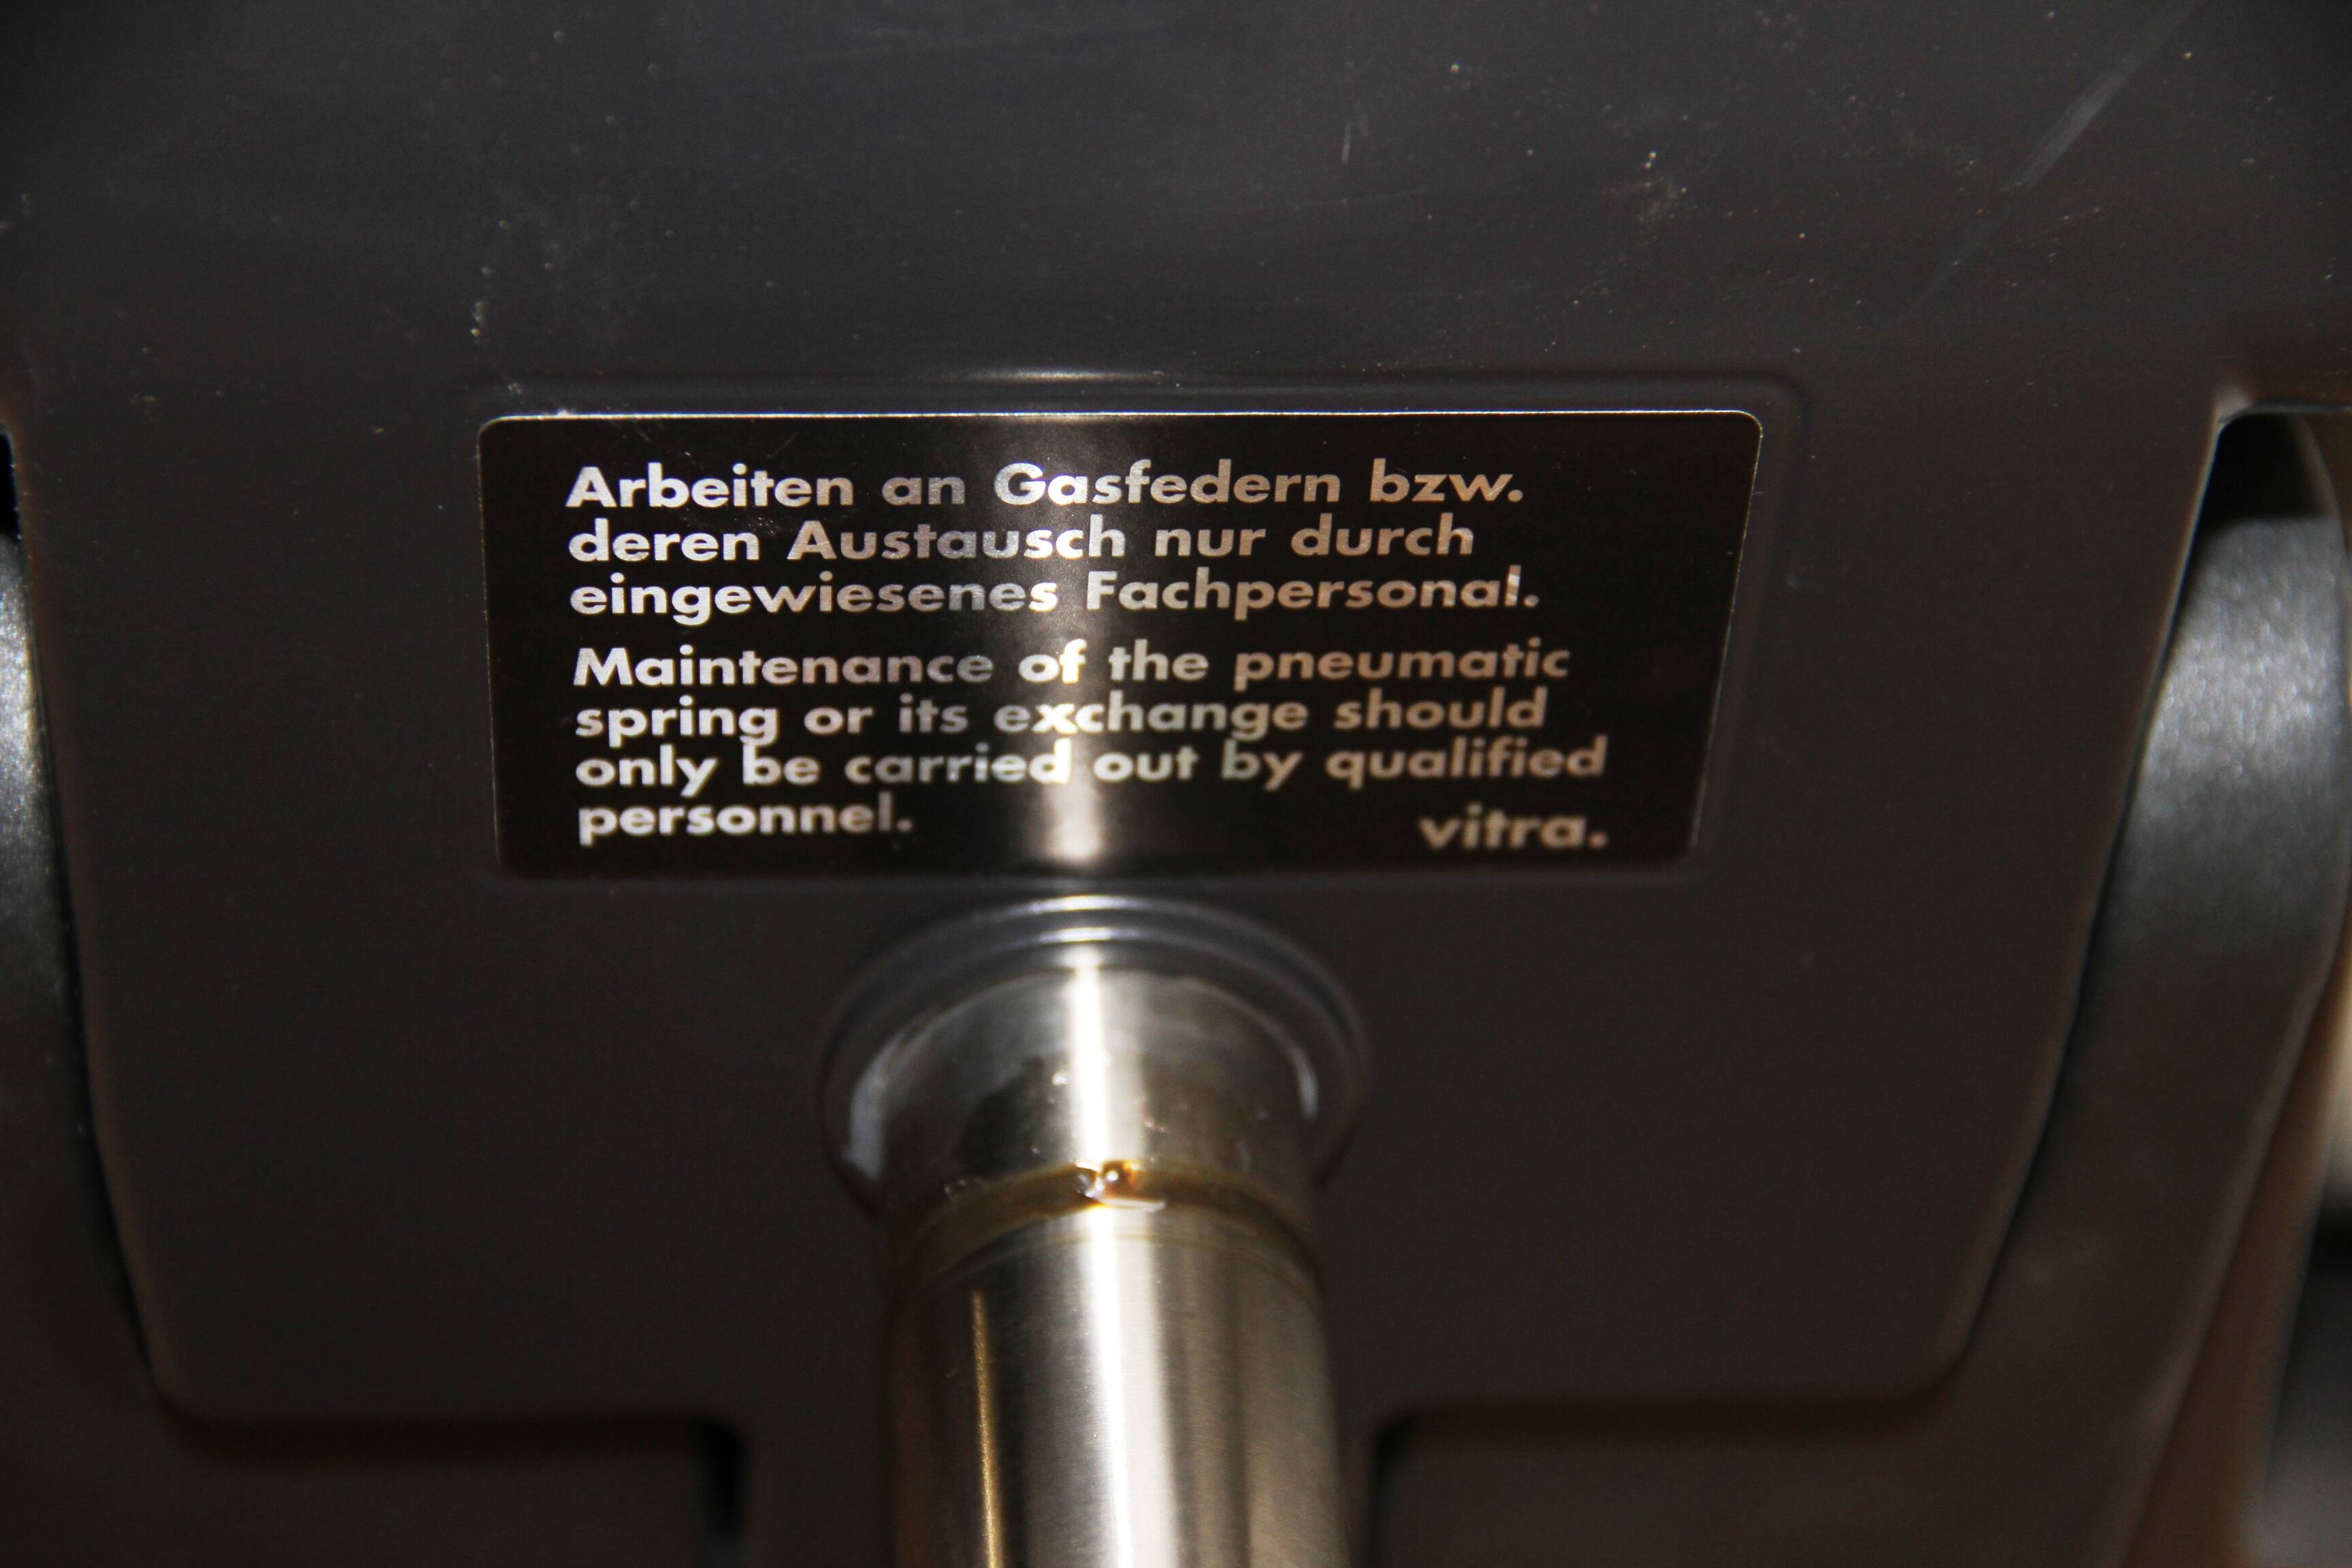 Arbeiten an Gasfedern bzw.
deren Austausch nur durch
eingewiesenes Fachpersonal.
Maintenance of the pneumatic
spring or its exchange should
only be carried out by qualified
personnel.
vitra.